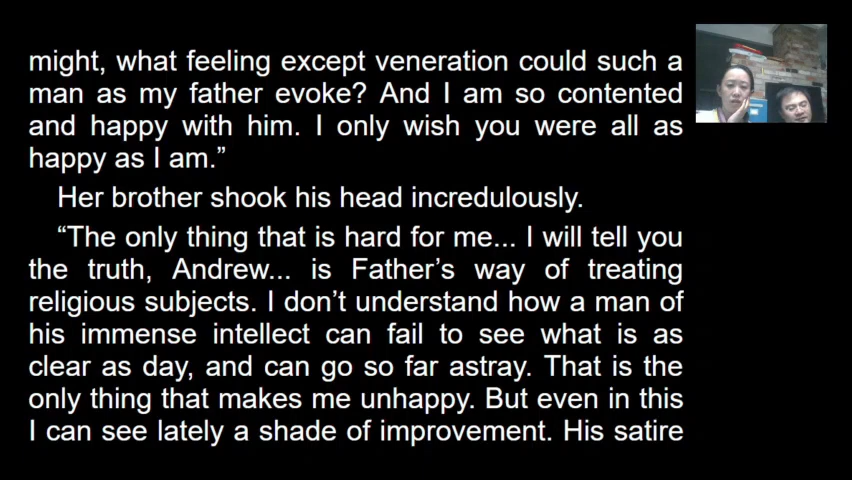 might, what feeling except veneration could such a
man as my father evoke? And I am so contented
and happy with him. I only wish you were all as
happy as I am.”
Her brother shook his head incredulously.
“The only thing that is hard for me... I will tell you
the truth, Andrew... is Father’s way of treating
religious subjects. I don’t understand how a man of
his immense intellect can fail to see what is as
clear as day, and can go so far astray. That is the
only thing that makes me unhappy. But even in this
I can see lately a shade of improvement. His satire